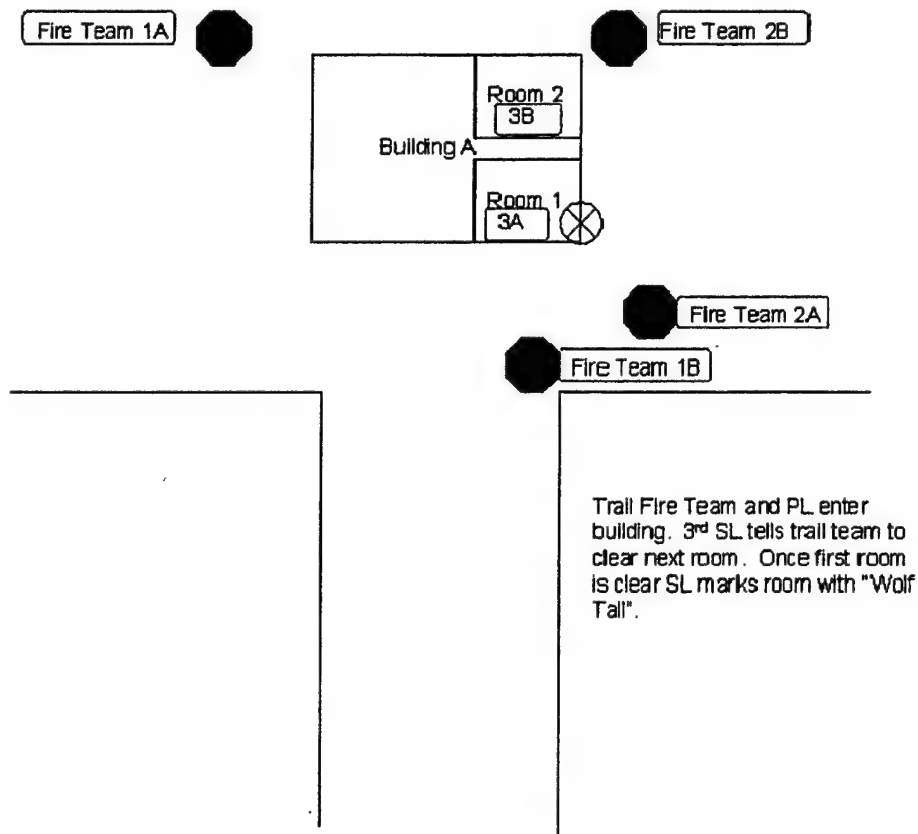 Fire Team 1A
Fire Team 2B
Room 2
3B
Building A
Room 1
3A
Fire Team 2A
Fire Team 1B
Trail Fire Team and PL enter
building. 3rd SL tells trail team to
clear next room. Once first room
is clear SL marks room with "Wolf
Tail".